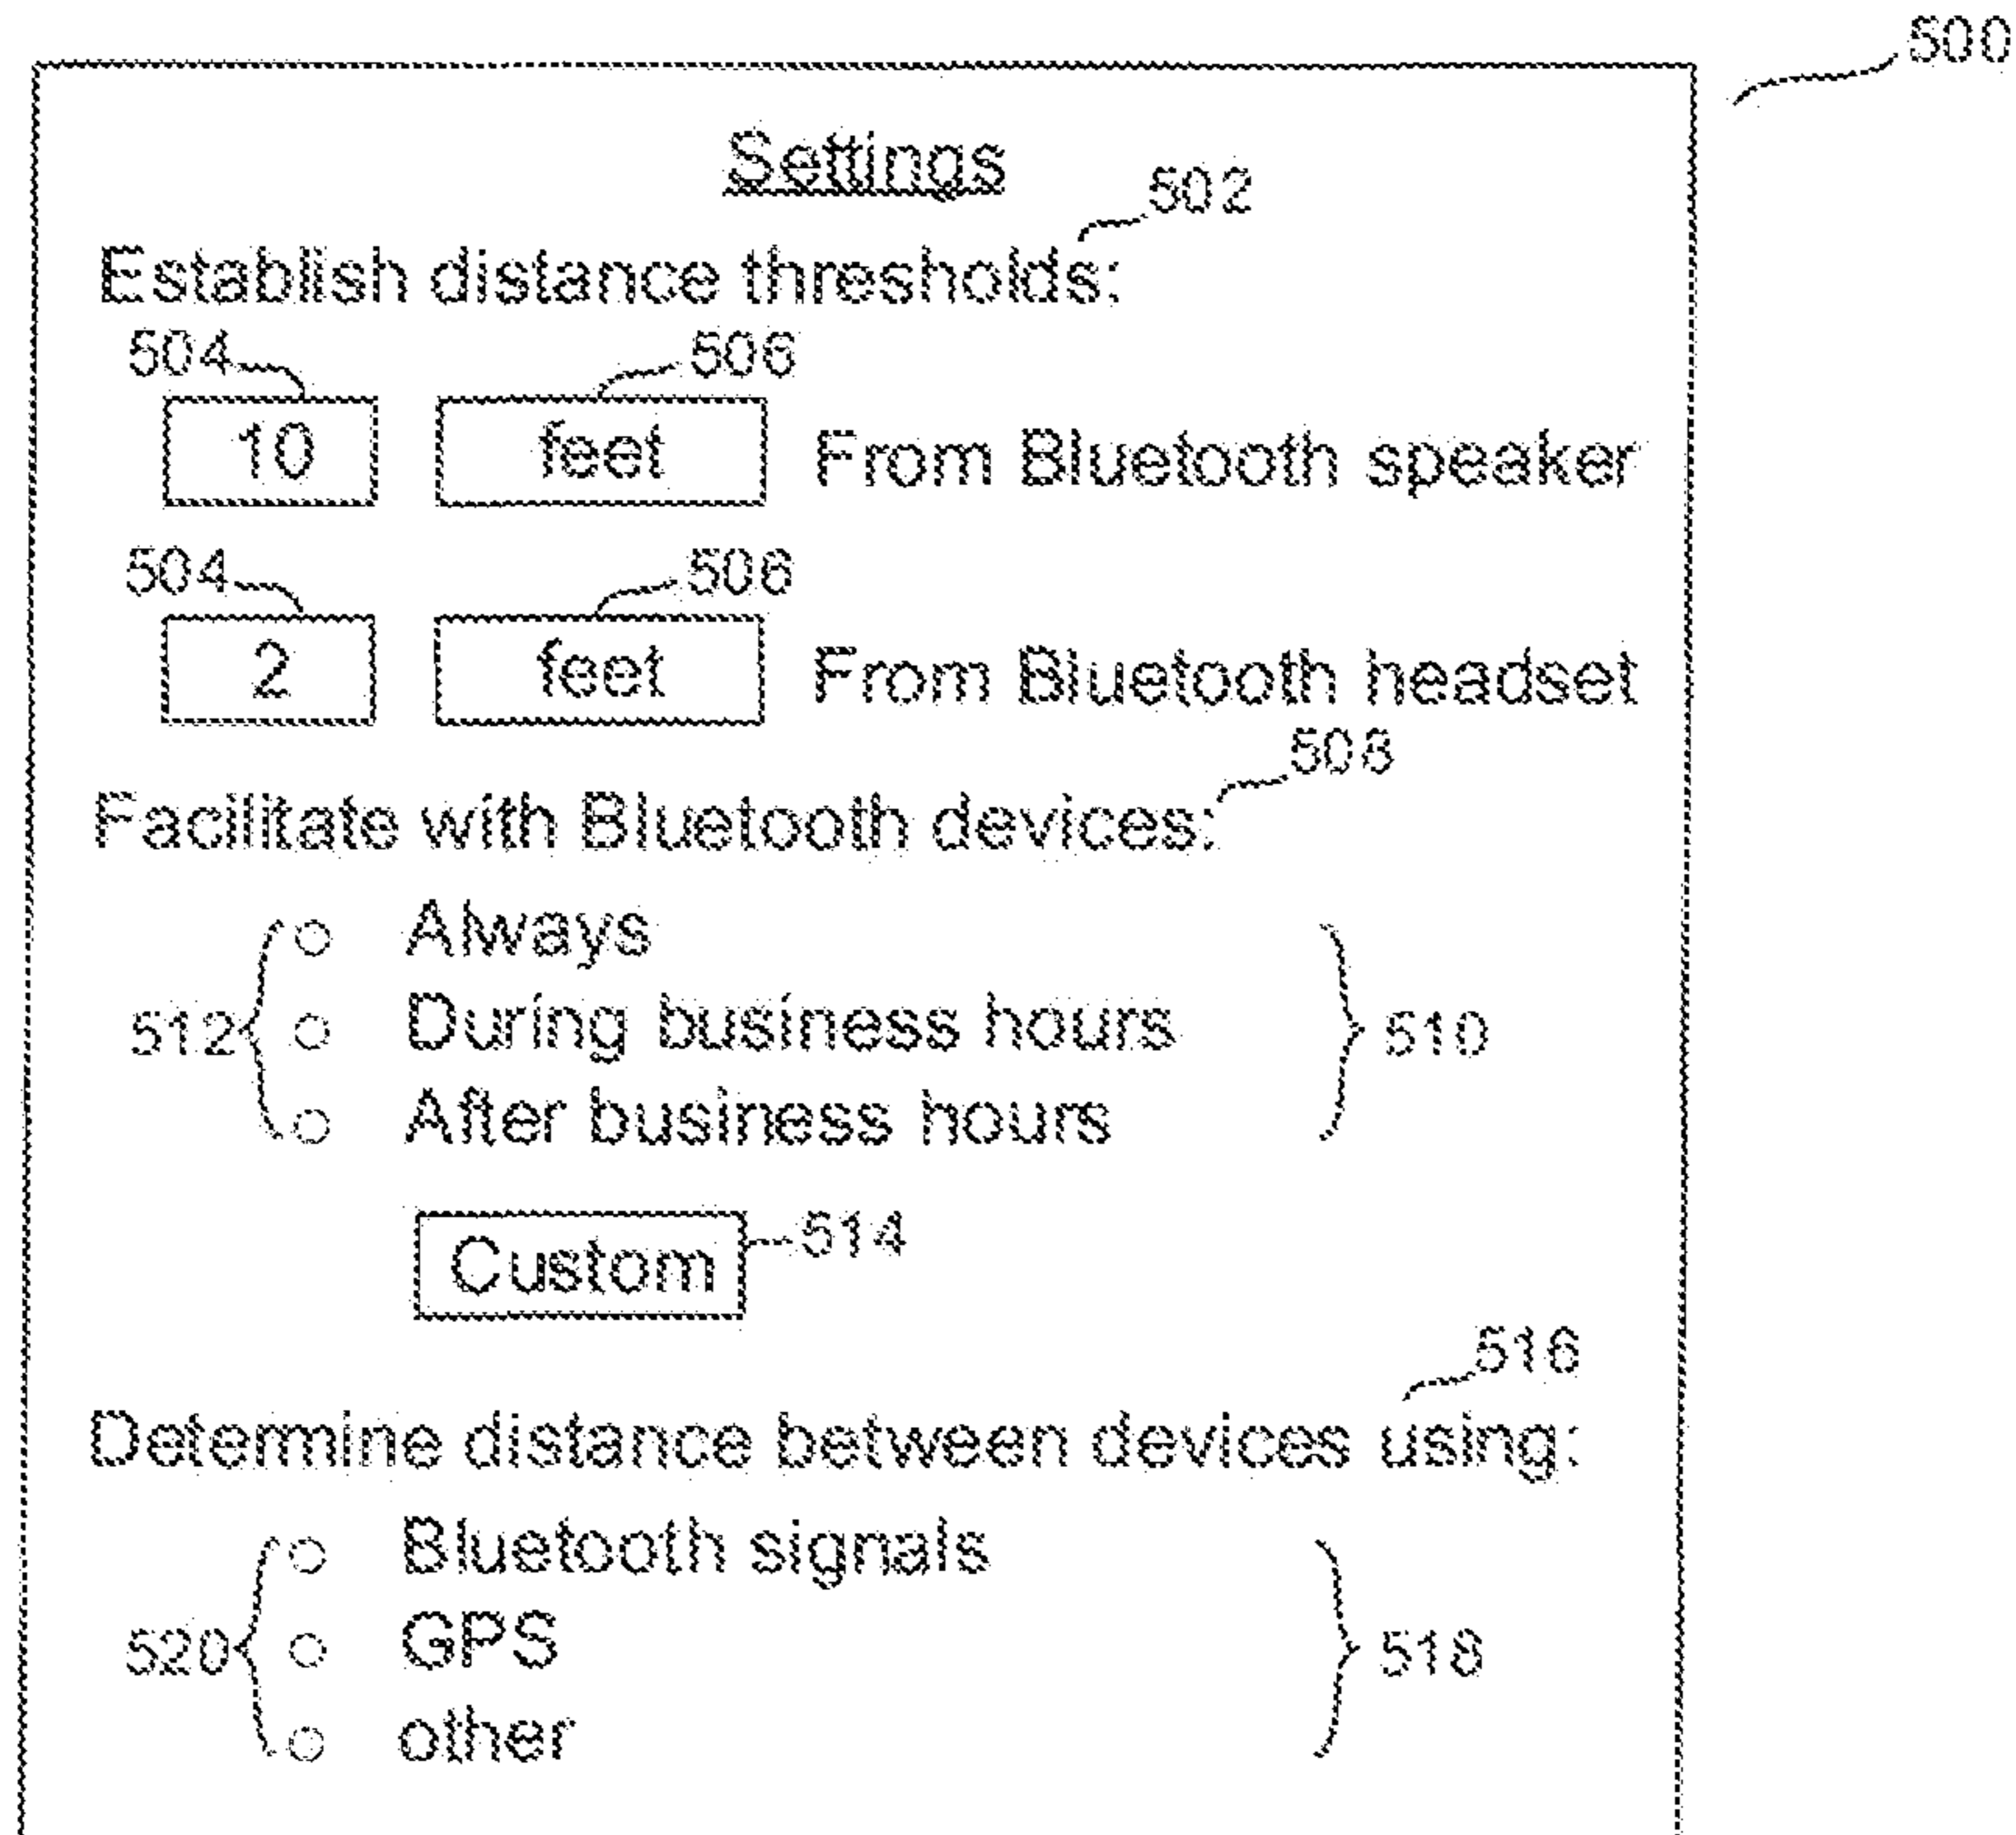 500
Settings
502
Establish distance thresholds:
504 506
10 feet From Bluetooth speaker
504 506
2 feet From Bluetooth headset
508
Facilitate with Bluetooth devices:
Always
512 During business hours 510
After business hours
Custom 514
516
Determine distance between devices using:
Bluetooth signals
520 GPS 518
other